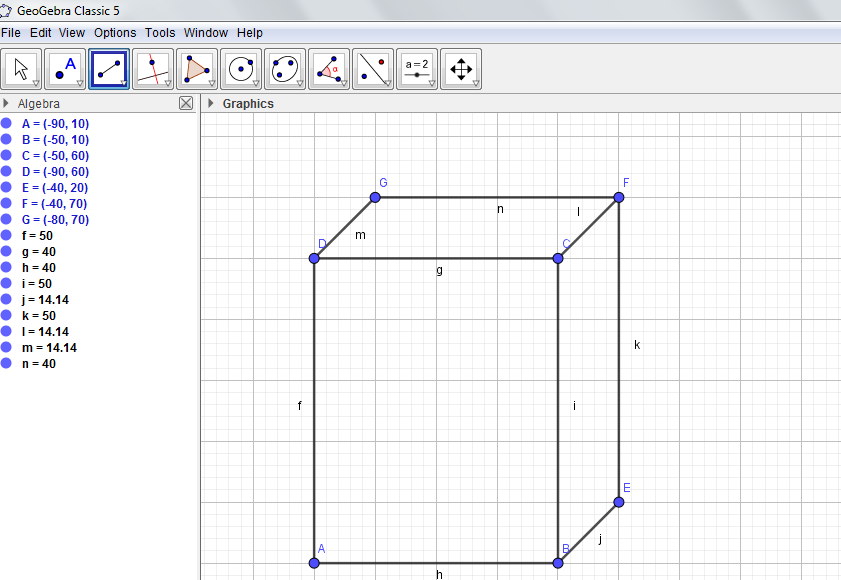 GeoGebra Classic 5
File Edit View Options Tools Window Help
A
α
a = 2
Algebra
Graphics
A = (-90, 10)
B = (-50, 10)
C = (-50, 60)
D = (-90, 60)
E = (-40, 20)
F = (-40, 70)
G = (-80, 70)
f = 50
g = 40
h = 40
i = 50
j = 14.14
k = 50
l = 14.14
m = 14.14
n = 40
G
F
n
l
m
D
C
g
k
f
i
E
j
A
B
h